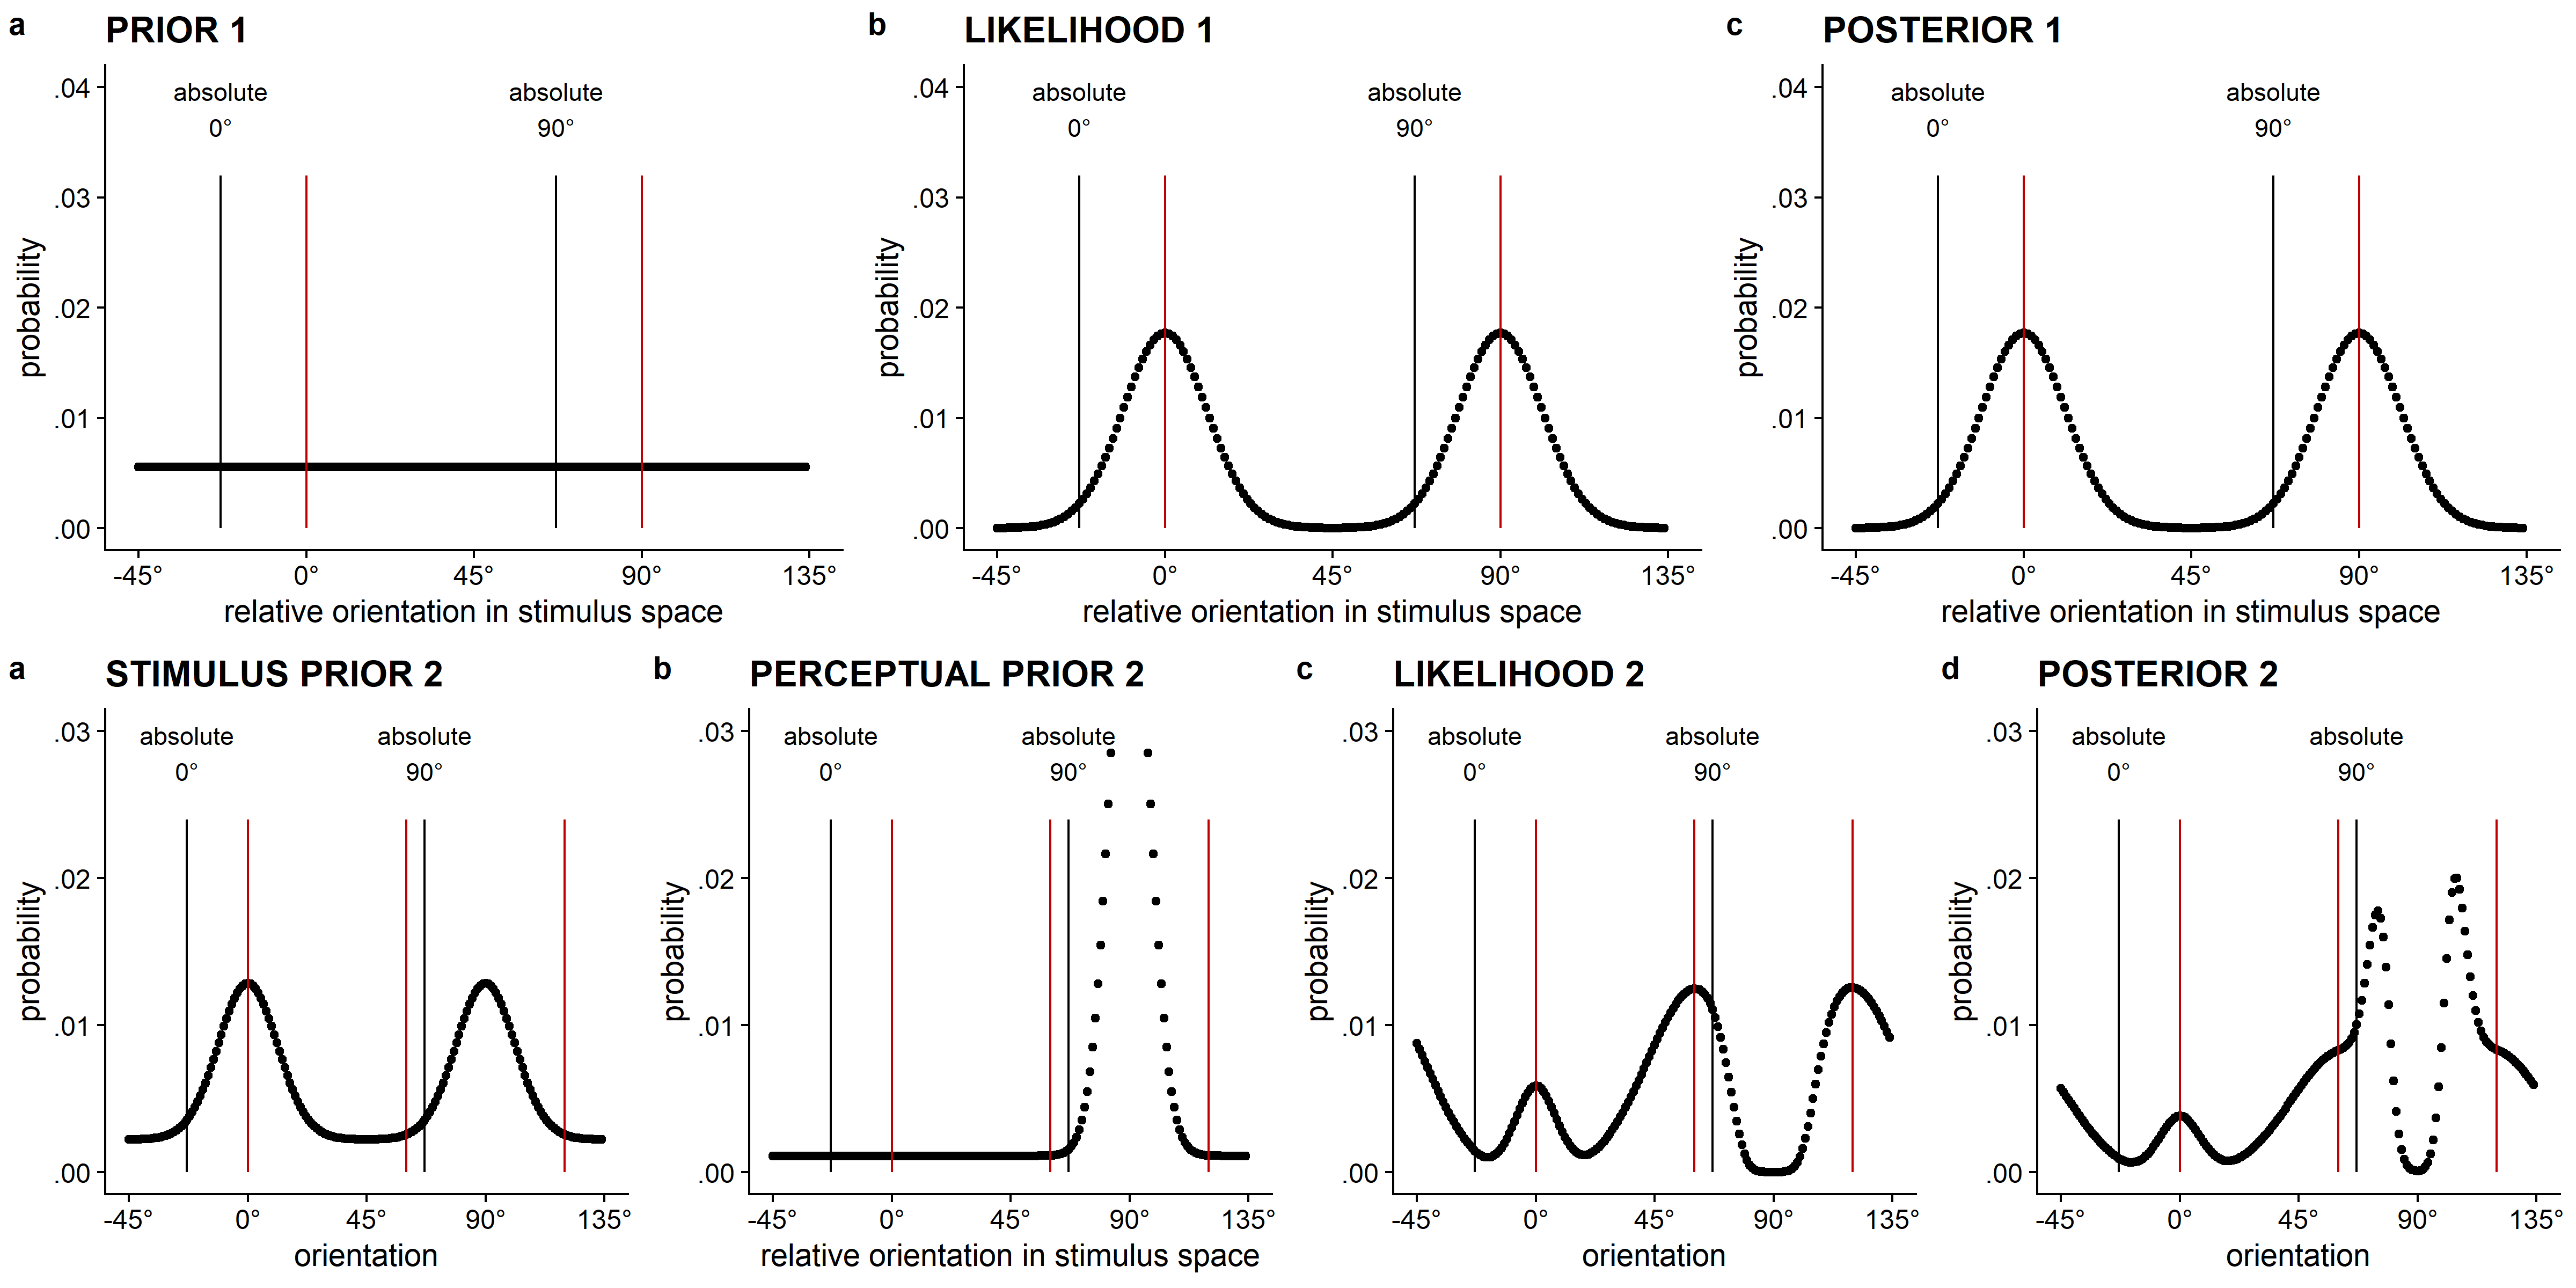 a PRIOR 1
absolute 0°
absolute 90°
.04
.03
.02
.01
.00
probability
-45° 0° 45° 90° 135°
relative orientation in stimulus space
b LIKELIHOOD 1
absolute 0°
absolute 90°
.04
.03
.02
.01
.00
probability
-45° 0° 45° 90° 135°
relative orientation in stimulus space
c POSTERIOR 1
absolute 0°
absolute 90°
.04
.03
.02
.01
.00
probability
-45° 0° 45° 90° 135°
relative orientation in stimulus space
a STIMULUS PRIOR 2
absolute 0°
absolute 90°
.03
.02
.01
.00
probability
-45° 0° 45° 90° 135°
orientation
b PERCEPTUAL PRIOR 2
absolute 0°
absolute 90°
.03
.02
.01
.00
probability
-45° 0° 45° 90° 135°
relative orientation in stimulus space
c LIKELIHOOD 2
absolute 0°
absolute 90°
.03
.02
.01
.00
probability
-45° 0° 45° 90° 135°
orientation
d POSTERIOR 2
absolute 0°
absolute 90°
.03
.02
.01
.00
probability
-45° 0° 45° 90° 135°
orientation